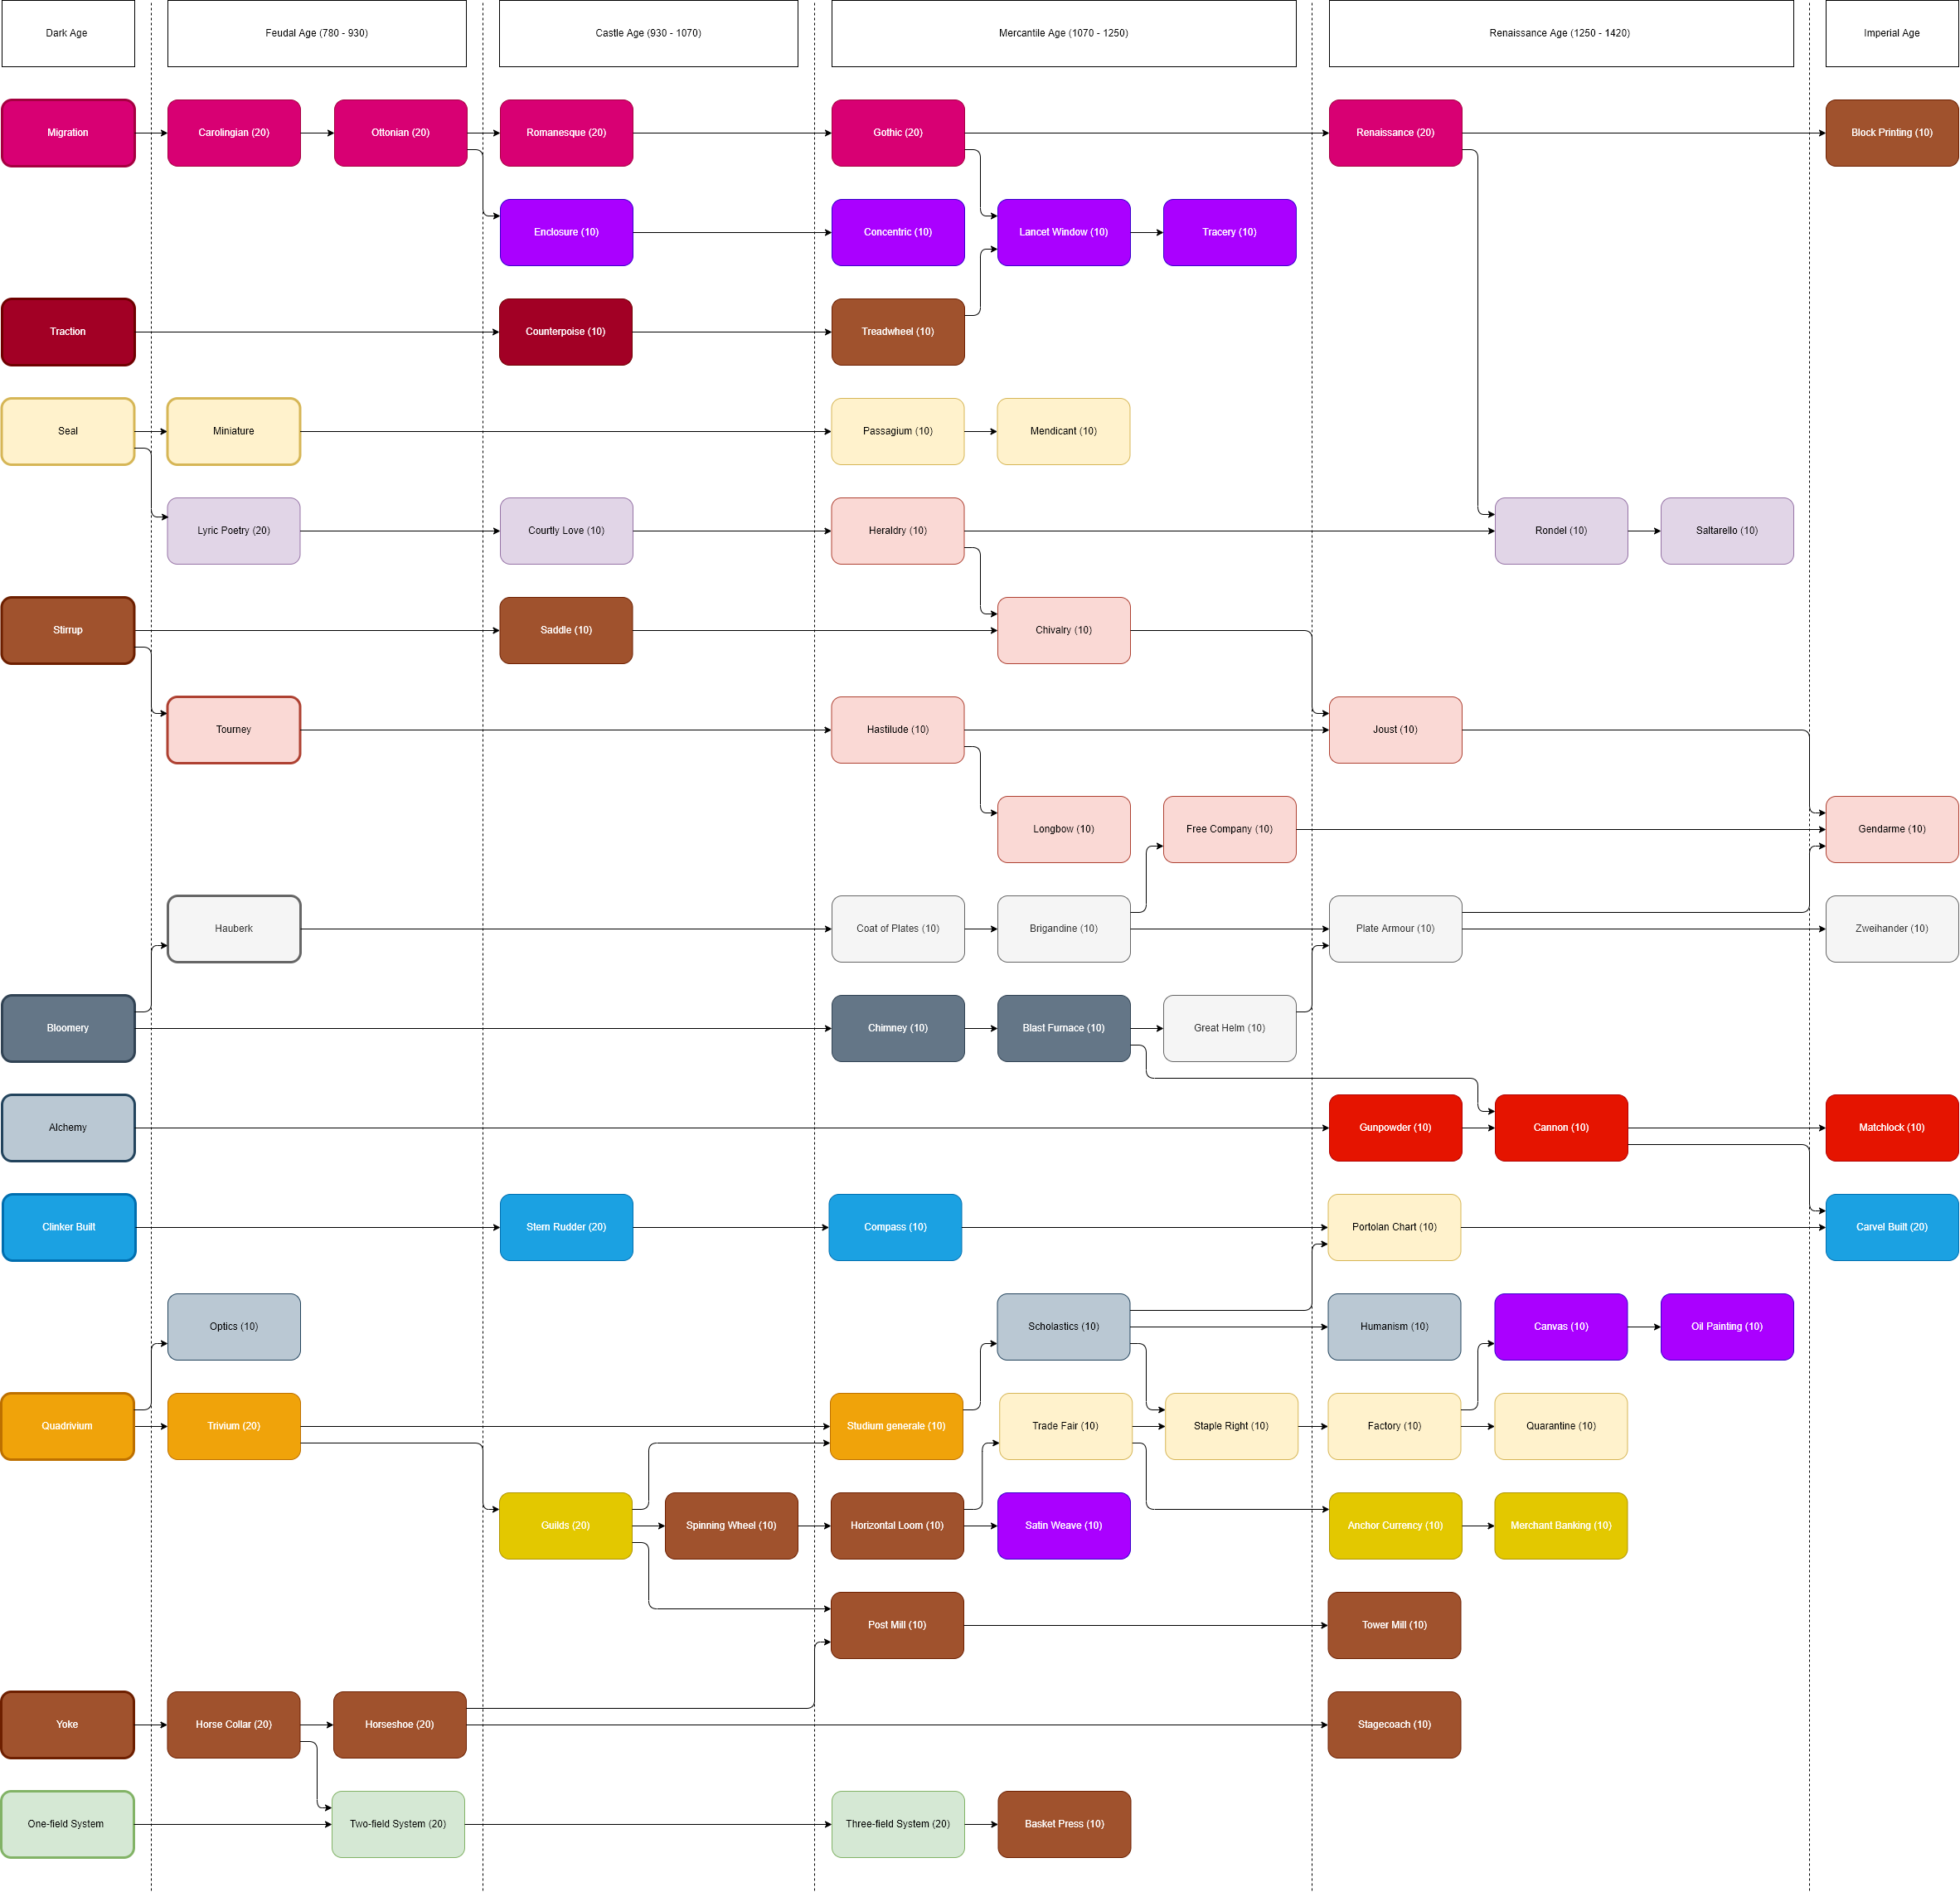 Dark Age
Feudal Age (780 - 930)
Castle Age (930 - 1070)
Mercantile Age (1070 - 1250)
Renaissance Age (1250 - 1420)
Imperial Age
Migration
Carolingian (20)
Ottonian (20)
Romanesque (20)
Gothic (20)
Renaissance (20)
Block Printing (10)
Enclosure (10)
Concentric (10)
Lancet Window (10)
Tracery (10)
Traction
Counterpoise (10)
Treadwheel (10)
Seal
Miniature
Passagium (10)
Mendicant (10)
Lyric Poetry (20)
Courtly Love (10)
Heraldry (10)
Rondel (10)
Saltarello (10)
Stirrup
Saddle (10)
Chivalry (10)
Tourney
Hastilude (10)
Joust (10)
Longbow (10)
Free Company (10)
Gendarme (10)
Hauberk
Coat of Plates (10)
Brigandine (10)
Plate Armour (10)
Zweihander (10)
Bloomery
Chimney (10)
Blast Furnace (10)
Great Helm (10)
Alchemy
Gunpowder (10)
Cannon (10)
Matchlock (10)
Clinker Built
Stern Rudder (20)
Compass (10)
Portolan Chart (10)
Carvel Built (20)
Optics (10)
Scholastics (10)
Humanism (10)
Canvas (10)
Oil Painting (10)
Quadrivium
Trivium (20)
Studium generale (10)
Trade Fair (10)
Staple Right (10)
Factory (10)
Quarantine (10)
Guilds (20)
Spinning Wheel (10)
Horizontal Loom (10)
Satin Weave (10)
Anchor Currency (10)
Merchant Banking (10)
Post Mill (10)
Tower Mill (10)
Yoke
Horse Collar (20)
Horseshoe (20)
Stagecoach (10)
One-field System
Two-field System (20)
Three-field System (20)
Basket Press (10)